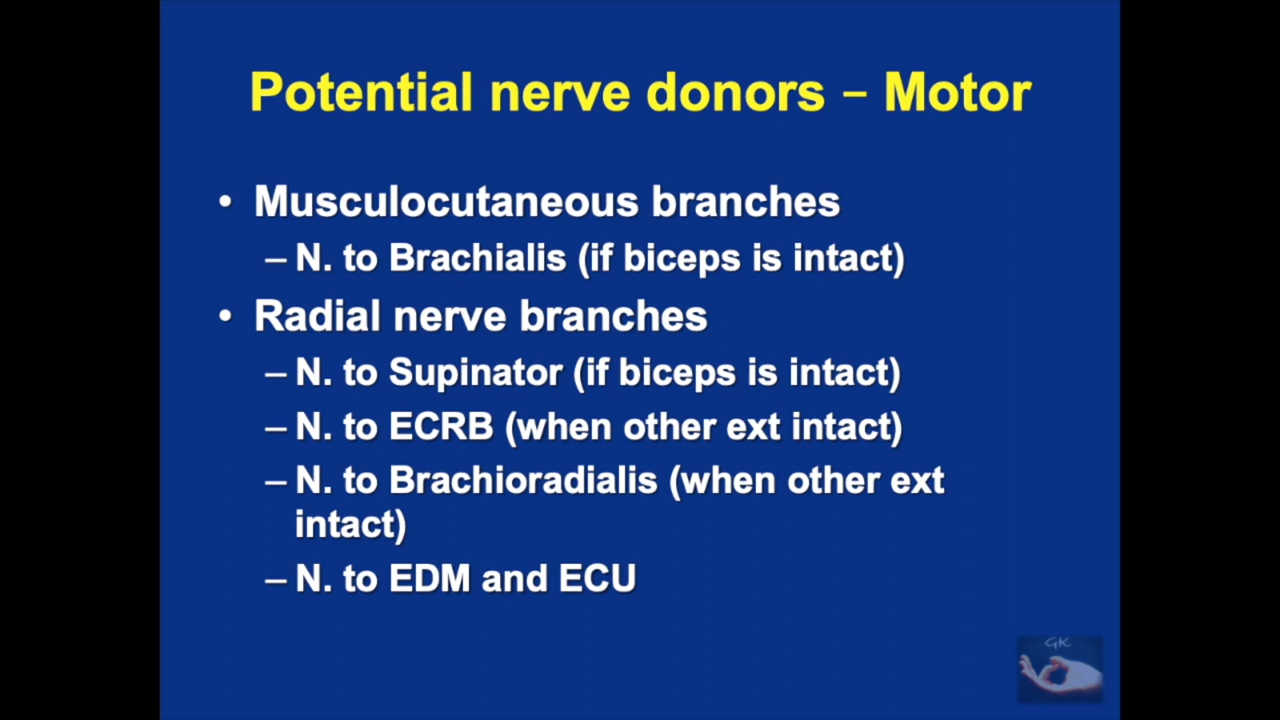 Potential nerve donors – Motor
• Musculocutaneous branches
– N. to Brachialis (if biceps is intact)
• Radial nerve branches
– N. to Supinator (if biceps is intact)
– N. to ECRB (when other ext intact)
– N. to Brachioradialis (when other ext
intact)
– N. to EDM and ECU
GK